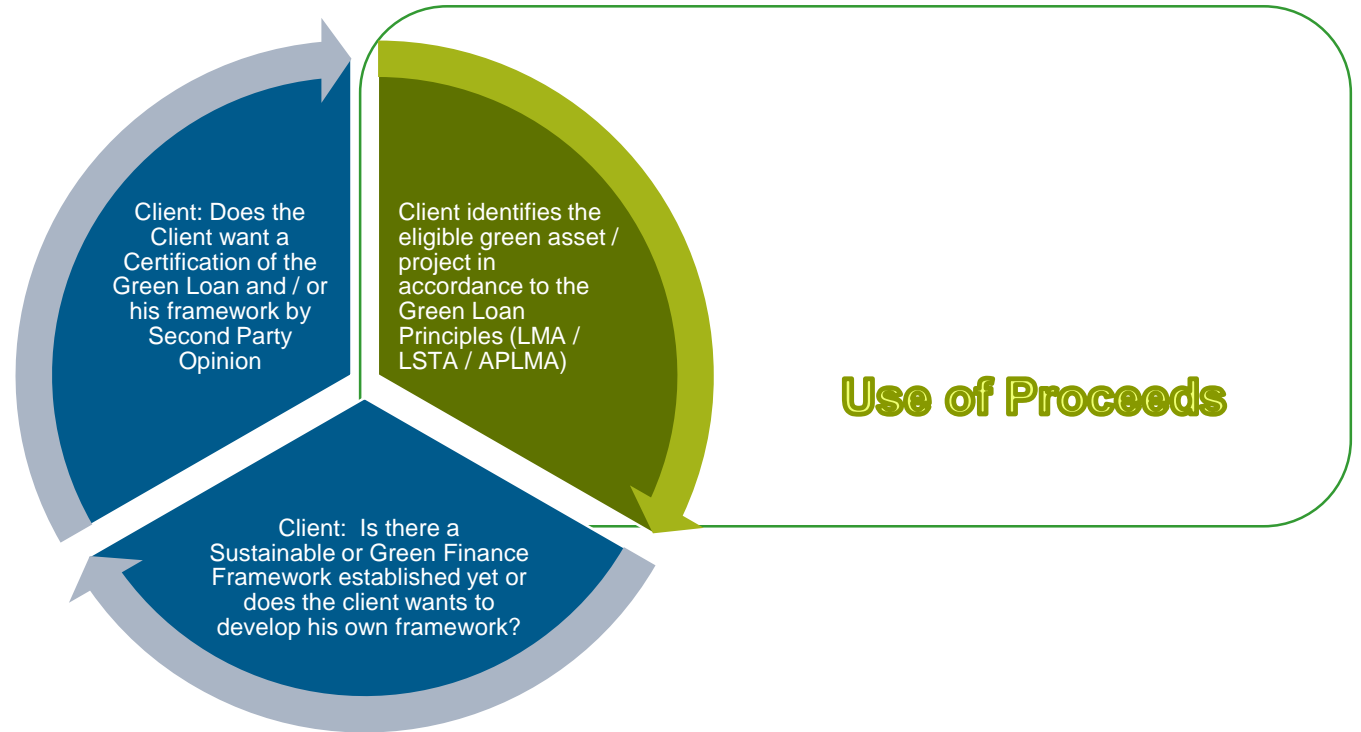 Client: Does the
Client want a
Certification of the
Green Loan and / or
his framework by
Second Party
Opinion
Client identifies the
eligible green asset /
project in
accordance to the
Green Loan
Principles (LMA /
LSTA / APLMA)
Use of Proceeds
Client:  Is there a
Sustainable or Green Finance
Framework established yet or
does the client wants to
develop his own framework?